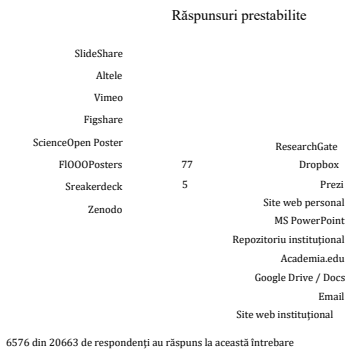 Răspunsuri prestabilite
SlideShare
Altele
Vimeo
Figshare
ScienceOpen Poster
FlOOOPosters
Sreakerdeck
Zenodo
77
5
ResearchGate
Dropbox
Prezi
Site web personal
MS PowerPoint
Repozitoriu instituțional
Academia.edu
Google Drive / Docs
Email
Site web instituțional
6576 din 20663 de respondenți au răspuns la această întrebare